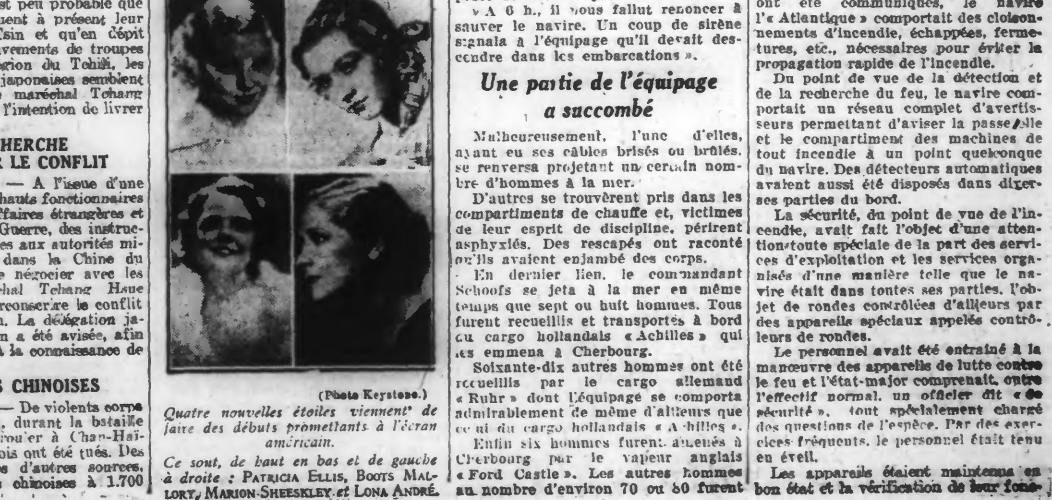 est peu probable que
uent à présent leur
sin et qu'en dépit
vements de troupes
gion du Tchili, les
japonaises semblent
maréchal Tchang
l'intention de livrer
HERCHE
R LE CONFLIT
— A l'issue d'une
hauts fonctionnaires
ffaires étrangères et
Guerre, des instruc-
es aux autorités mi-
dans la Chine du
e négocier avec les
chal Tchang Hsue
reconscrire le conflit
n. La délégation ja-
n a été avisée, afin
à la connaissance de
S CHINOISES
— De violents corps
, durant la bataille
rouler à Chan-Haï-
ois ont été tués. Des
s d'autres sources,
s chinoises à 1.700
(Photo Keystone.)
Quatre nouvelles étoiles viennent de
faire des débuts promettants à l'écran
américain.
Ce sont, de haut en bas et de gauche
à droite : PATRICIA ELLIS, BOOTS MAL-
LORY, MARION SHEESKLEY et LONA ANDRÉ.
« A 6 h., il nous fallut renoncer à
sauver le navire. Un coup de sirène
signala à l'équipage qu'il devait des-
cendre dans les embarcations ».
Une partie de l'équipage
a succombé
Malheureusement, l'une d'elles,
ayant eu ses câbles brisés ou brûlés,
se renversa projetant un certain nom-
bre d'hommes à la mer.
D'autres se trouvèrent pris dans les
compartiments de chauffe et, victimes
de leur esprit de discipline, périrent
asphyxiés. Des rescapés ont raconté
qu'ils avaient enjambé des corps.
En dernier lieu, le commandant
Schoofs se jeta à la mer en même
temps que sept ou huit hommes. Tous
furent recueillis et transportés à bord
du cargo hollandais « Achilles » qui
les emmena à Cherbourg.
Soixante-dix autres hommes ont été
recueillis par le cargo allemand
« Ruhr » dont l'équipage se comporta
admirablement de même d'ailleurs que
celui du cargo hollandais « Achilles ».
Enfin six hommes furent amenés à
Cherbourg par le vapeur anglais
« Ford Castle ». Les autres hommes
au nombre d'environ 70 ou 80 furent
ont été communiqués, le navire
l'« Atlantique » comportait des cloison-
nements d'incendie, échappées, ferme-
tures, etc., nécessaires pour éviter la
propagation rapide de l'incendie.
Du point de vue de la détection et
de la recherche du feu, le navire com-
portait un réseau complet d'avertis-
seurs permettant d'aviser la passerelle
et le compartiment des machines de
tout incendie à un point quelconque
du navire. Des détecteurs automatiques
avaient aussi été disposés dans diver-
ses parties du bord.
La sécurité, du point de vue de l'in-
cendie, avait fait l'objet d'une atten-
tion toute spéciale de la part des servi-
ces d'exploitation et les services orga-
nisés d'une manière telle que le na-
vire était dans toutes ses parties, l'ob-
jet de rondes contrôlées d'ailleurs par
des appareils spéciaux appelés contrô-
leurs de rondes.
Le personnel avait été entraîné à la
manœuvre des appareils de lutte contre
le feu et l'état-major comprenait, outre
l'effectif normal, un officier dit « de
sécurité », tout spécialement chargé
des questions de l'espèce. Par des exer-
cices fréquents, le personnel était tenu
en éveil.
Les appareils étaient maintenus en
bon état et la vérification de leur fonc-